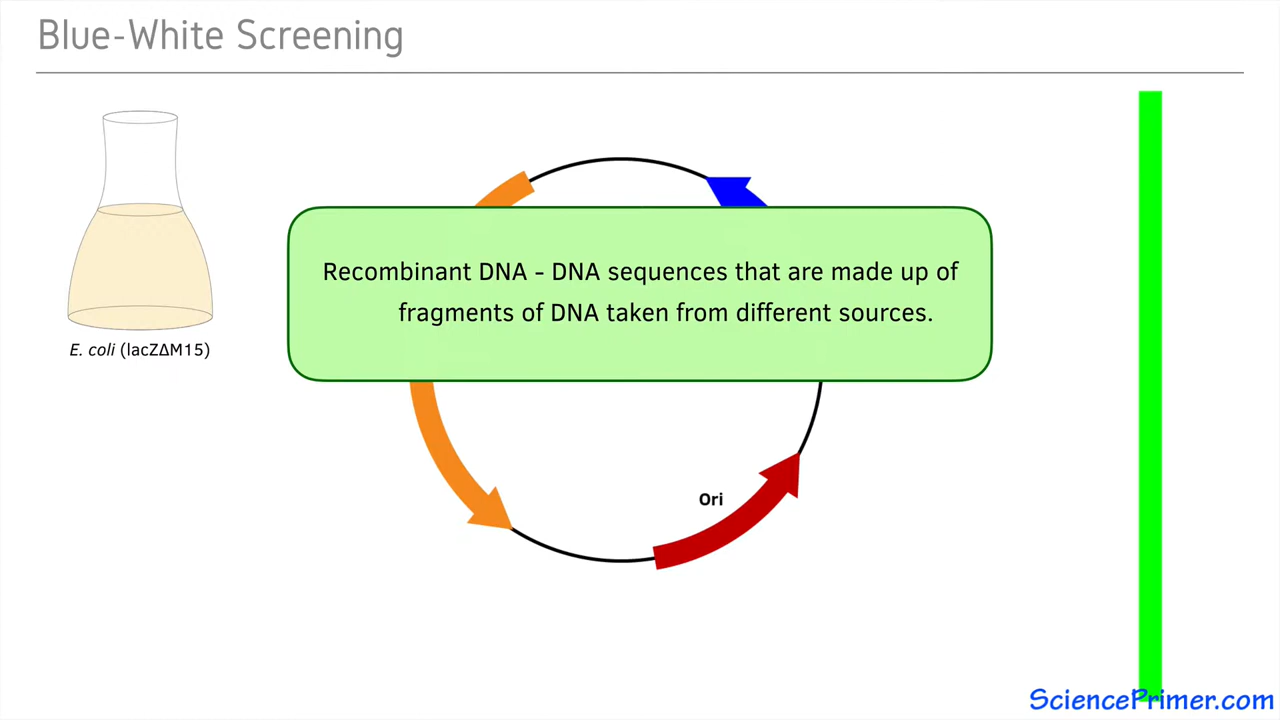 Blue-White Screening
Recombinant DNA - DNA sequences that are made up of
fragments of DNA taken from different sources.
E. coli (lacZΔM15)
Ori
SciencePrimer.com